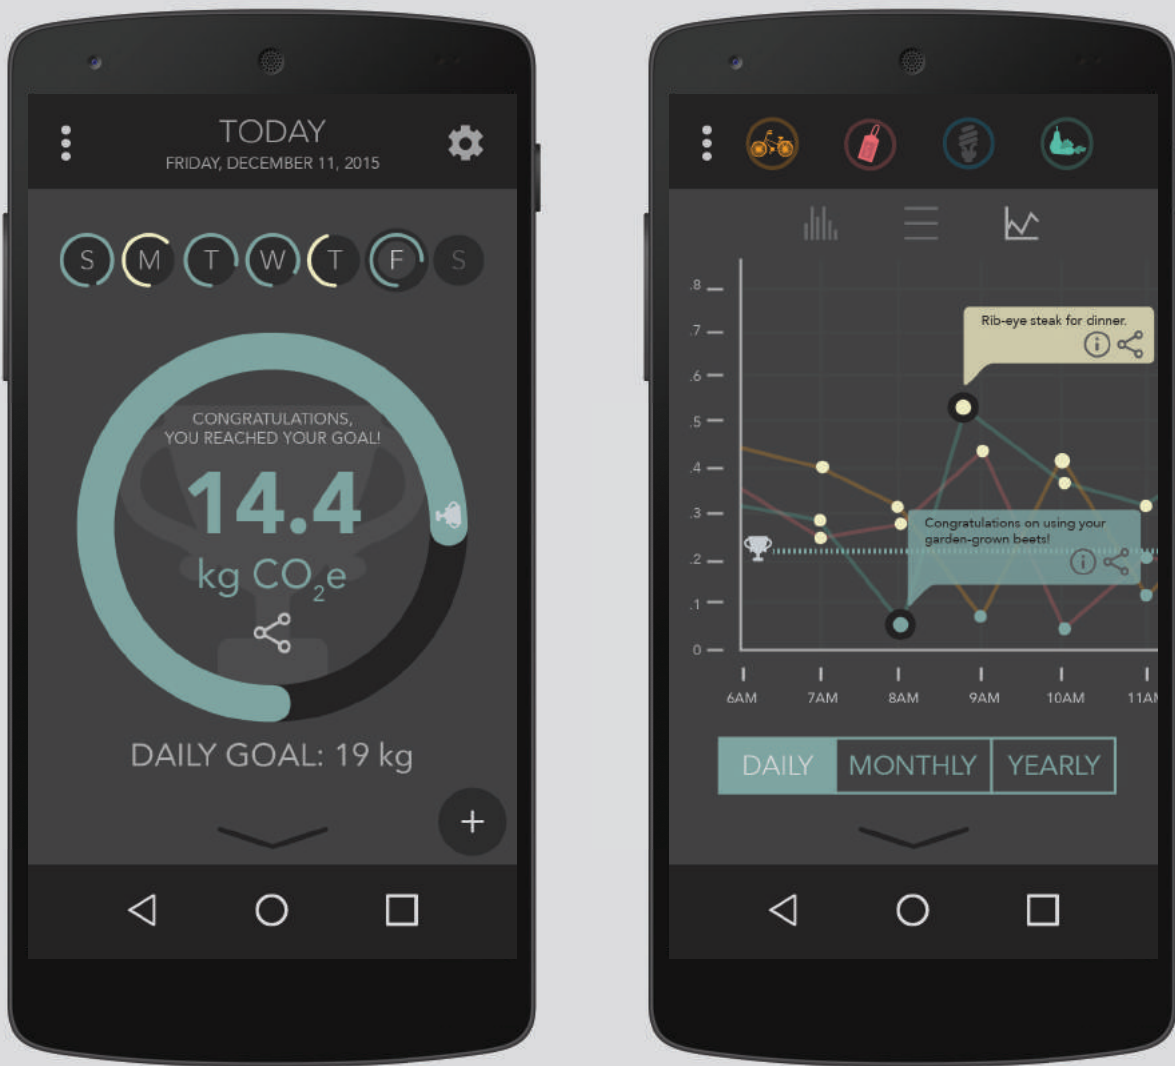 TODAY
FRIDAY, DECEMBER 11, 2015
S M T W T F S
CONGRATULATIONS,
YOU REACHED YOUR GOAL!
14.4
kg CO₂e
DAILY GOAL: 19 kg
+
.8
.7
.6
.5
.4
.3
.2
.1
0
Rib-eye steak for dinner.
Congratulations on using your
garden-grown beets!
6AM 7AM 8AM 9AM 10AM 11AM
DAILY MONTHLY YEARLY